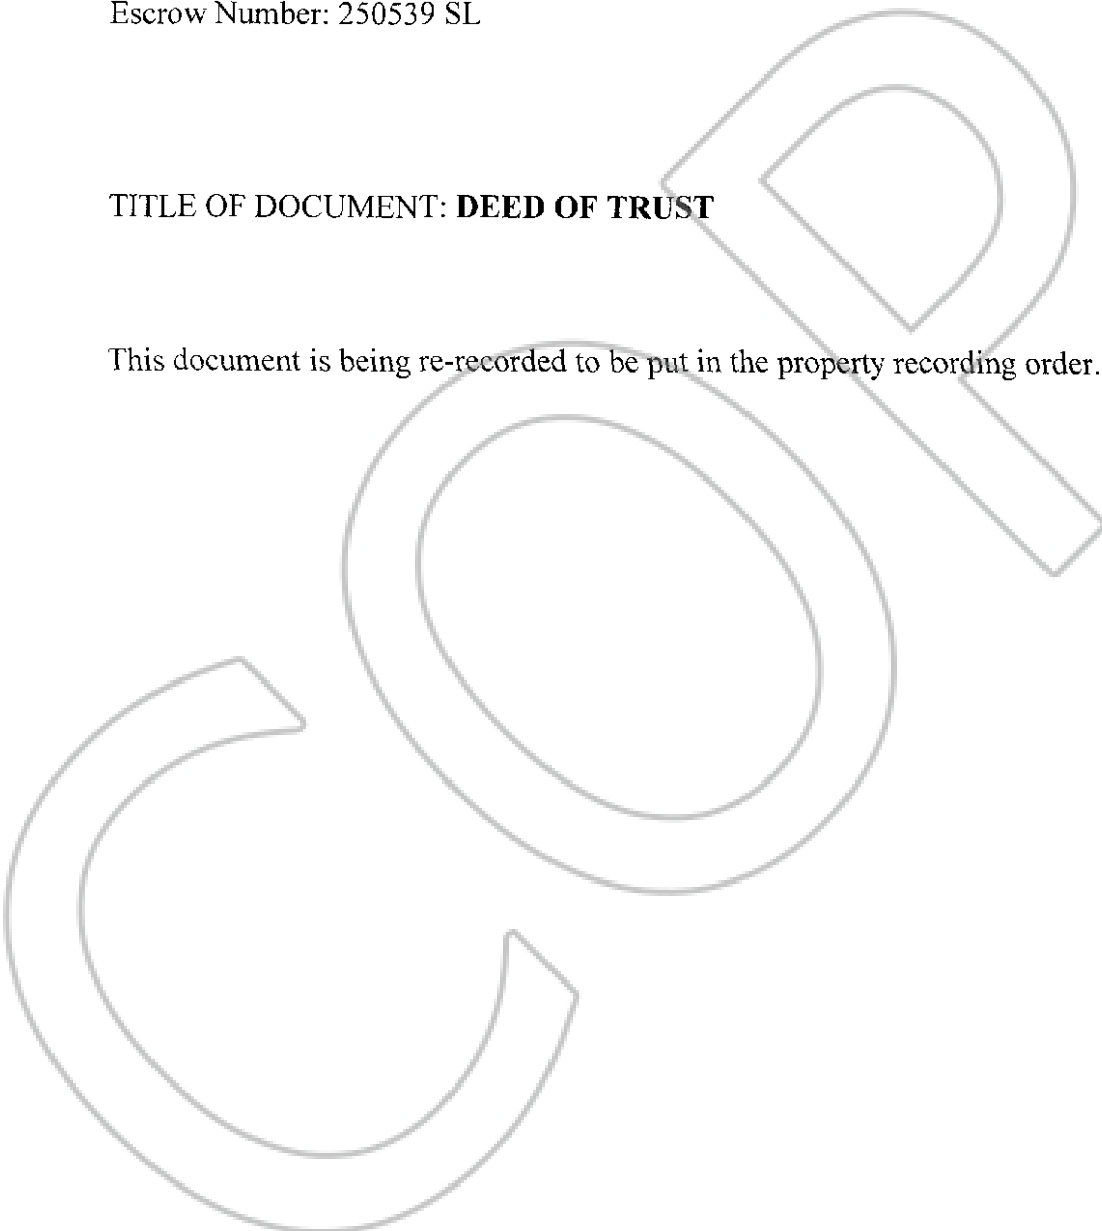 Escrow Number: 250539 SL
TITLE OF DOCUMENT: DEED OF TRUST
This document is being re-recorded to be put in the property recording order.
COP